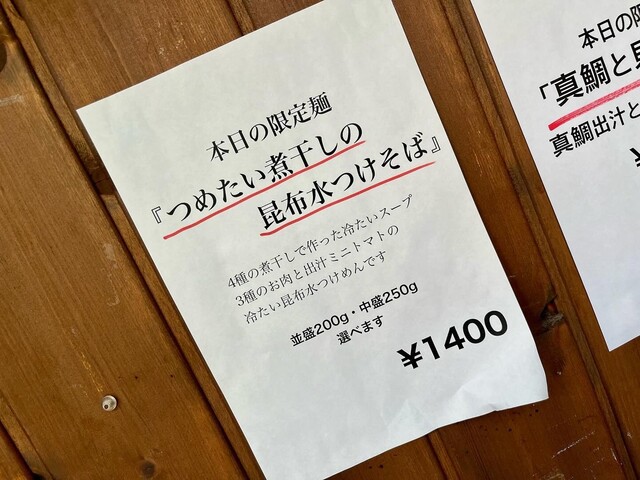 本日の限定麺
『つめたい煮干しの
昆布水つけそば』
4種の煮干しで作った冷たいスープ
3種のお肉と出汁ミニトマトの
冷たい昆布水つけめんです
並盛200g・中盛250g
選べます
¥1400
本日の限
「真鯛と
真鯛出汁と